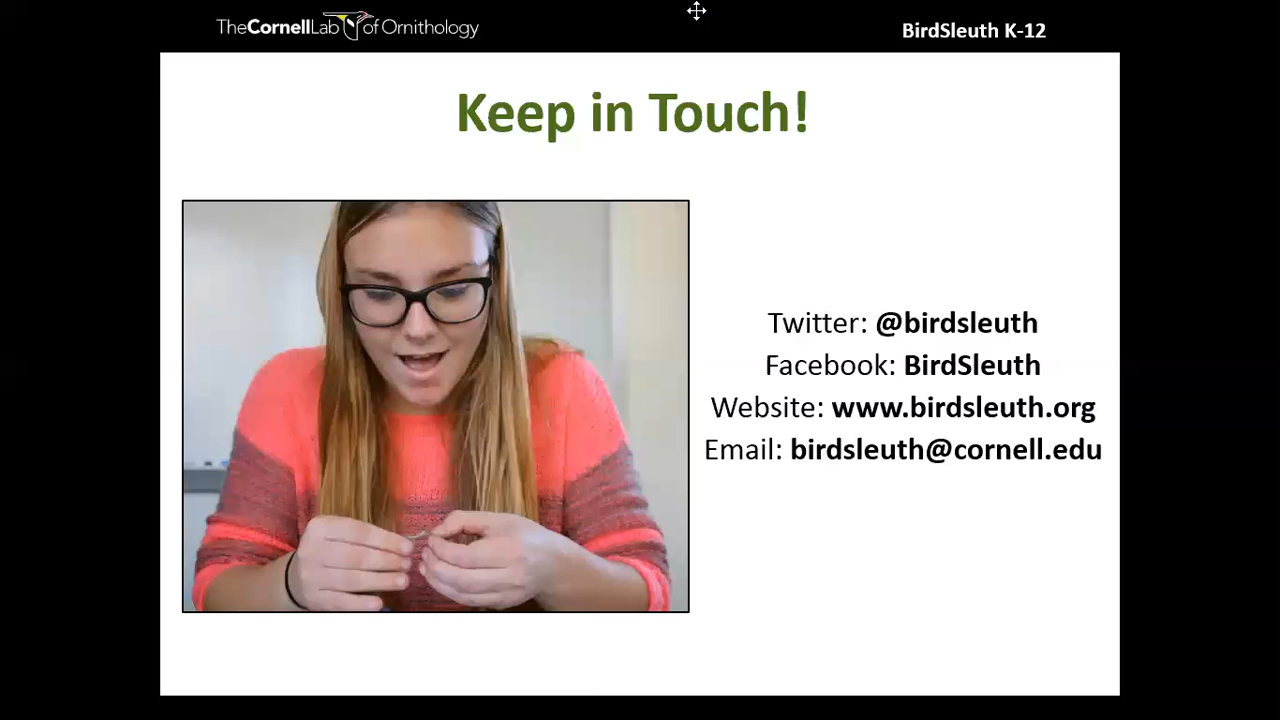 TheCornellLab of Ornithology
BirdSleuth K-12
Keep in Touch!
Twitter: @birdsleuth
Facebook: BirdSleuth
Website: www.birdsleuth.org
Email: birdsleuth@cornell.edu